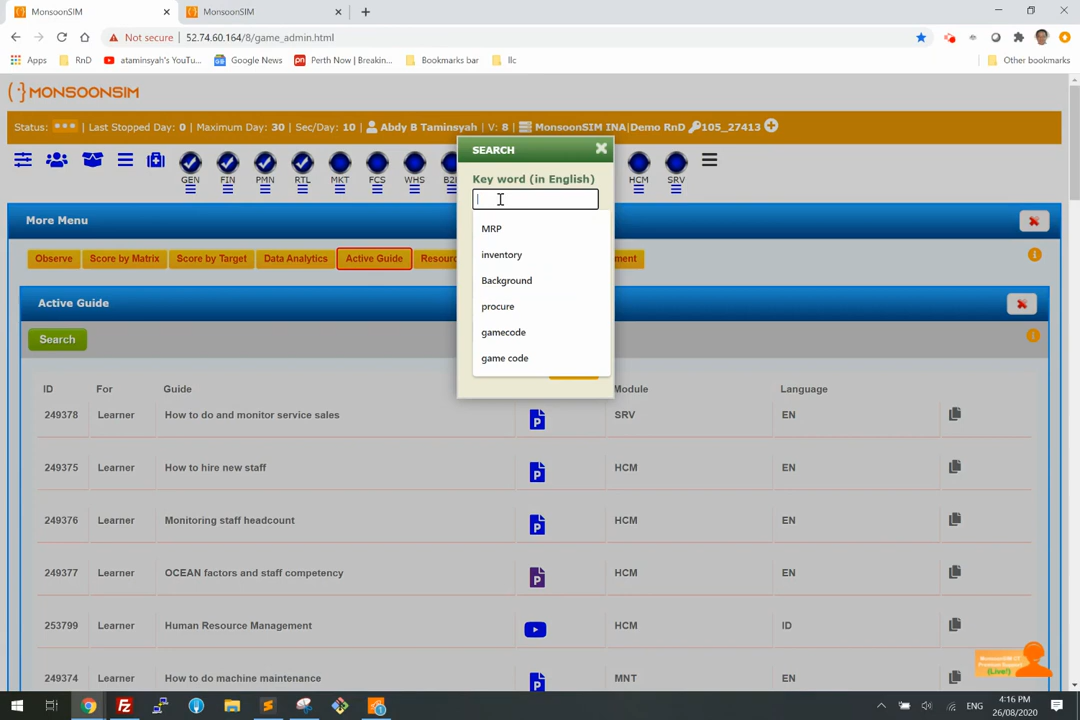 MonsoonSIM
MonsoonSIM
Not secure | 52.74.60.164/8/game_admin.html
Apps RnD ataminsyah's YouT... Google News Perth Now | Breakin... Bookmarks bar llc Other bookmarks
MONSOONSIM
Status: | Last Stopped Day: 0 | Maximum Day: 30 | Sec/Day: 10 | Abdy B Taminsyah | V: 8 | MonsoonSIM INA|Demo RnD 105_27413
GEN FIN PMN RTL MKT FCS WHS HCM SRV
SEARCH
Key word (in English)
MRP
inventory
Background
procure
gamecode
game code
More Menu
Observe Score by Matrix Score by Target Data Analytics Active Guide
Active Guide
Search
ID For Guide Module Language
249378 Learner How to do and monitor service sales SRV EN
249375 Learner How to hire new staff HCM EN
249376 Learner Monitoring staff headcount HCM EN
249377 Learner OCEAN factors and staff competency HCM EN
253799 Learner Human Resource Management HCM ID
249374 Learner How to do machine maintenance MNT EN
(Live!)
ENG
4:16 PM
26/08/2020